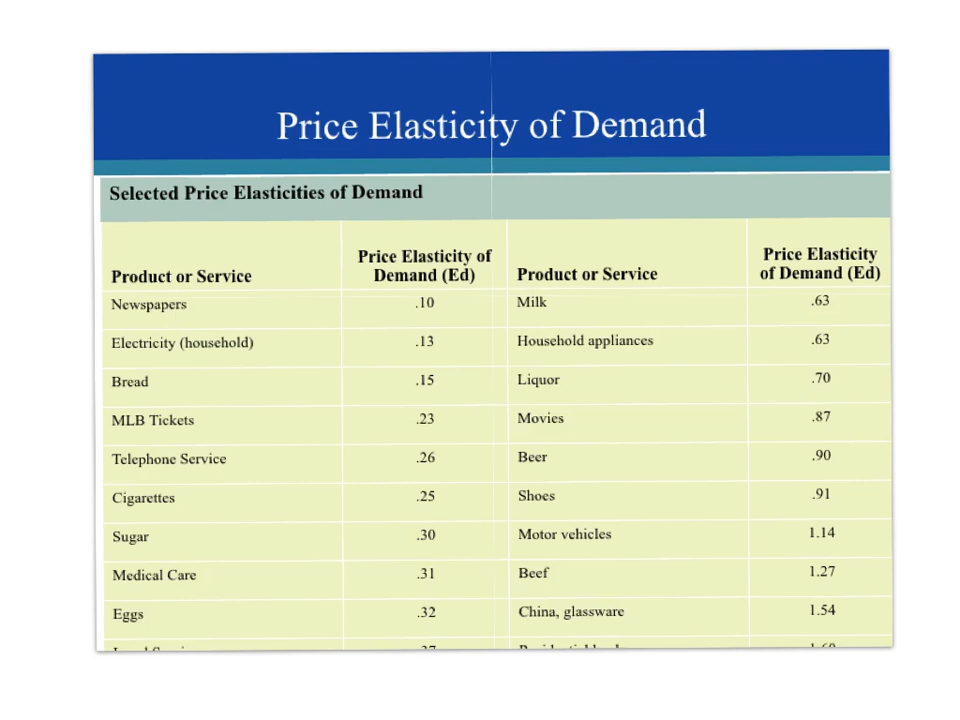 Price Elasticity of Demand
Selected Price Elasticities of Demand
Product or Service
Price Elasticity of
Demand (Ed)
Product or Service
Price Elasticity
of Demand (Ed)
Newspapers .10 Milk .63
Electricity (household) .13 Household appliances .63
Bread .15 Liquor .70
MLB Tickets .23 Movies .87
Telephone Service .26 Beer .90
Cigarettes .25 Shoes .91
Sugar .30 Motor vehicles 1.14
Medical Care .31 Beef 1.27
Eggs .32 China, glassware 1.54